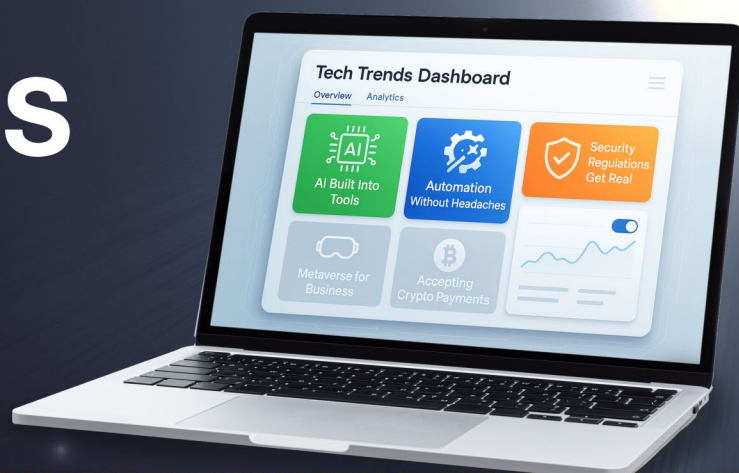 S
Tech Trends Dashboard
Overview Analytics
AI
AI Built Into
Tools
Automation
Without Headaches
Security
Regulations
Get Real
Metaverse for
Business
Accepting
Crypto Payments